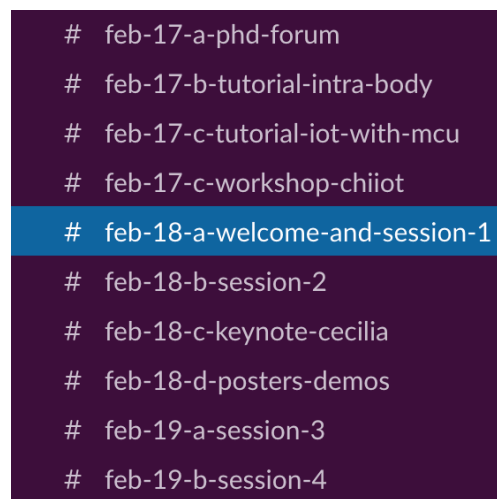 # feb-17-a-phd-forum
# feb-17-b-tutorial-intra-body
# feb-17-c-tutorial-iot-with-mcu
# feb-17-c-workshop-chiiot
# feb-18-a-welcome-and-session-1
# feb-18-b-session-2
# feb-18-c-keynote-cecilia
# feb-18-d-posters-demos
# feb-19-a-session-3
# feb-19-b-session-4